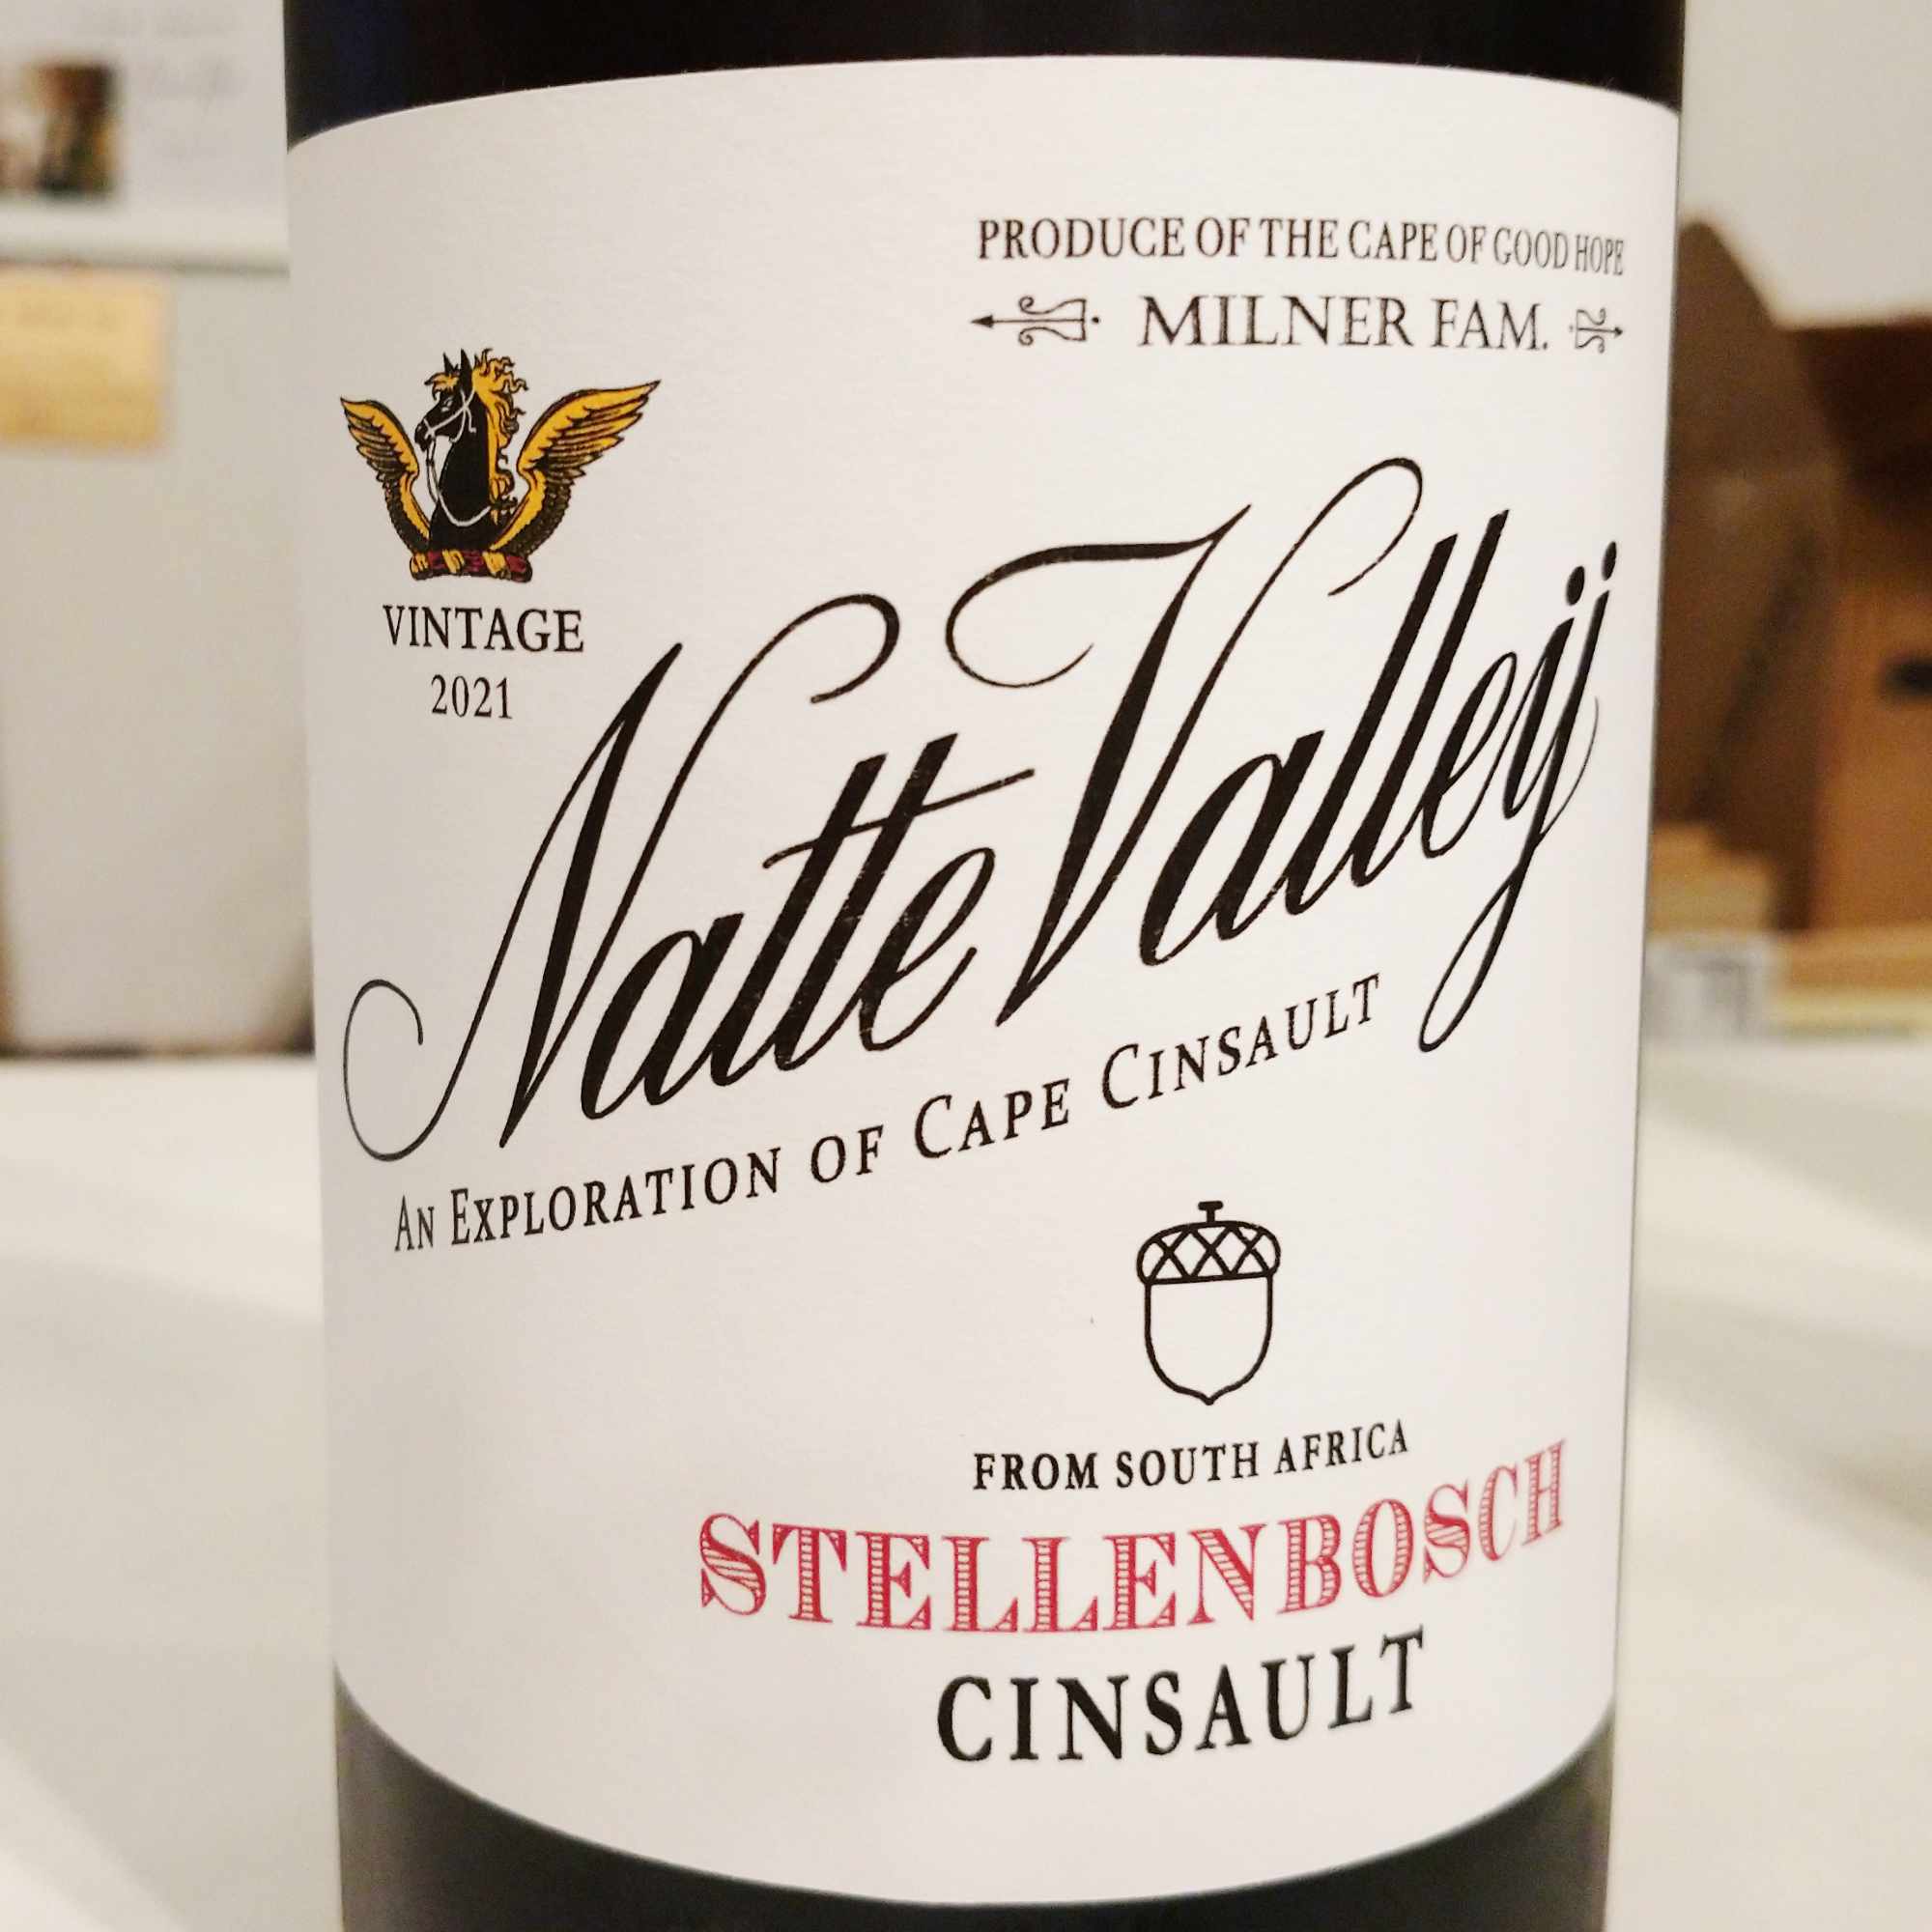 PRODUCE OF THE CAPE OF GOOD HOPE
MILNER FAM.
VINTAGE
2021
Natte Valleij
AN EXPLORATION OF CAPE CINSAULT
FROM SOUTH AFRICA
STELLENBOSCH
CINSAULT